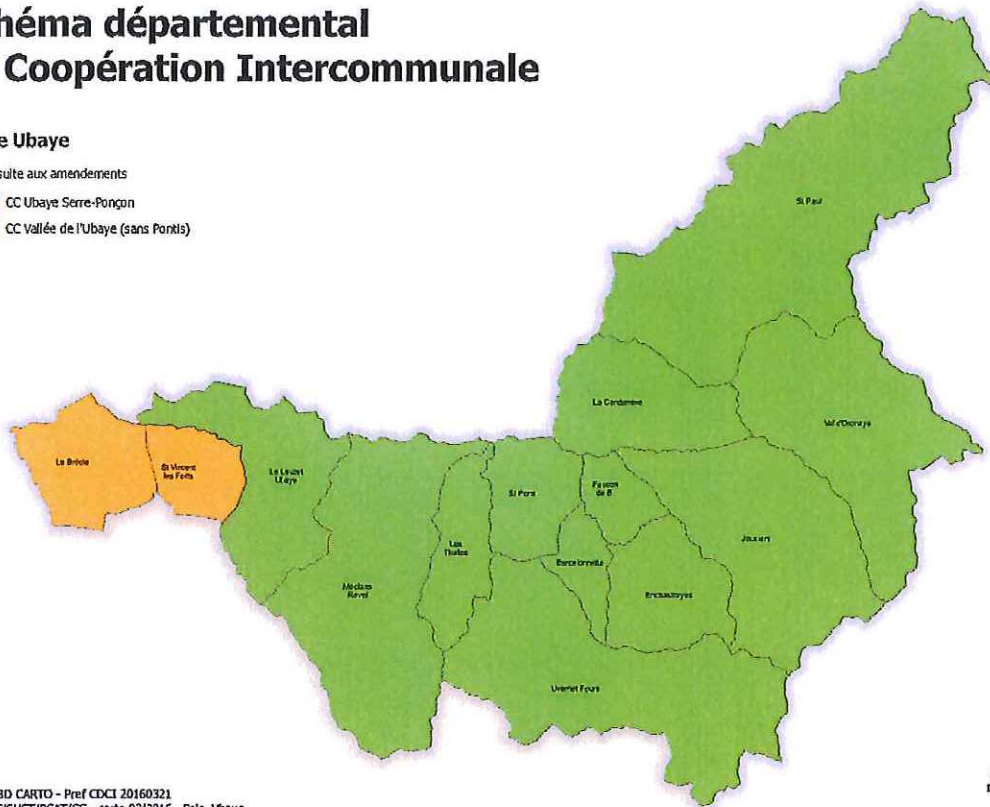 héma départemental
Coopération Intercommunale
e Ubaye
suite aux amendements
CC Ubaye Serre-Ponçon
CC Vallée de l'Ubaye (sans Pontis)
St Paul
La Condamine
Val d'Oronaye
La Bréole
St Vincent
les Forts
Le Lauzet
Ubaye
St Pons
Faucon
de B.
Les
Thuiles
Barcelonnette
Jausiers
Méolans
Revel
Enchastrayes
Uvernet Fours
BD CARTO - Pref CDCI 20160321